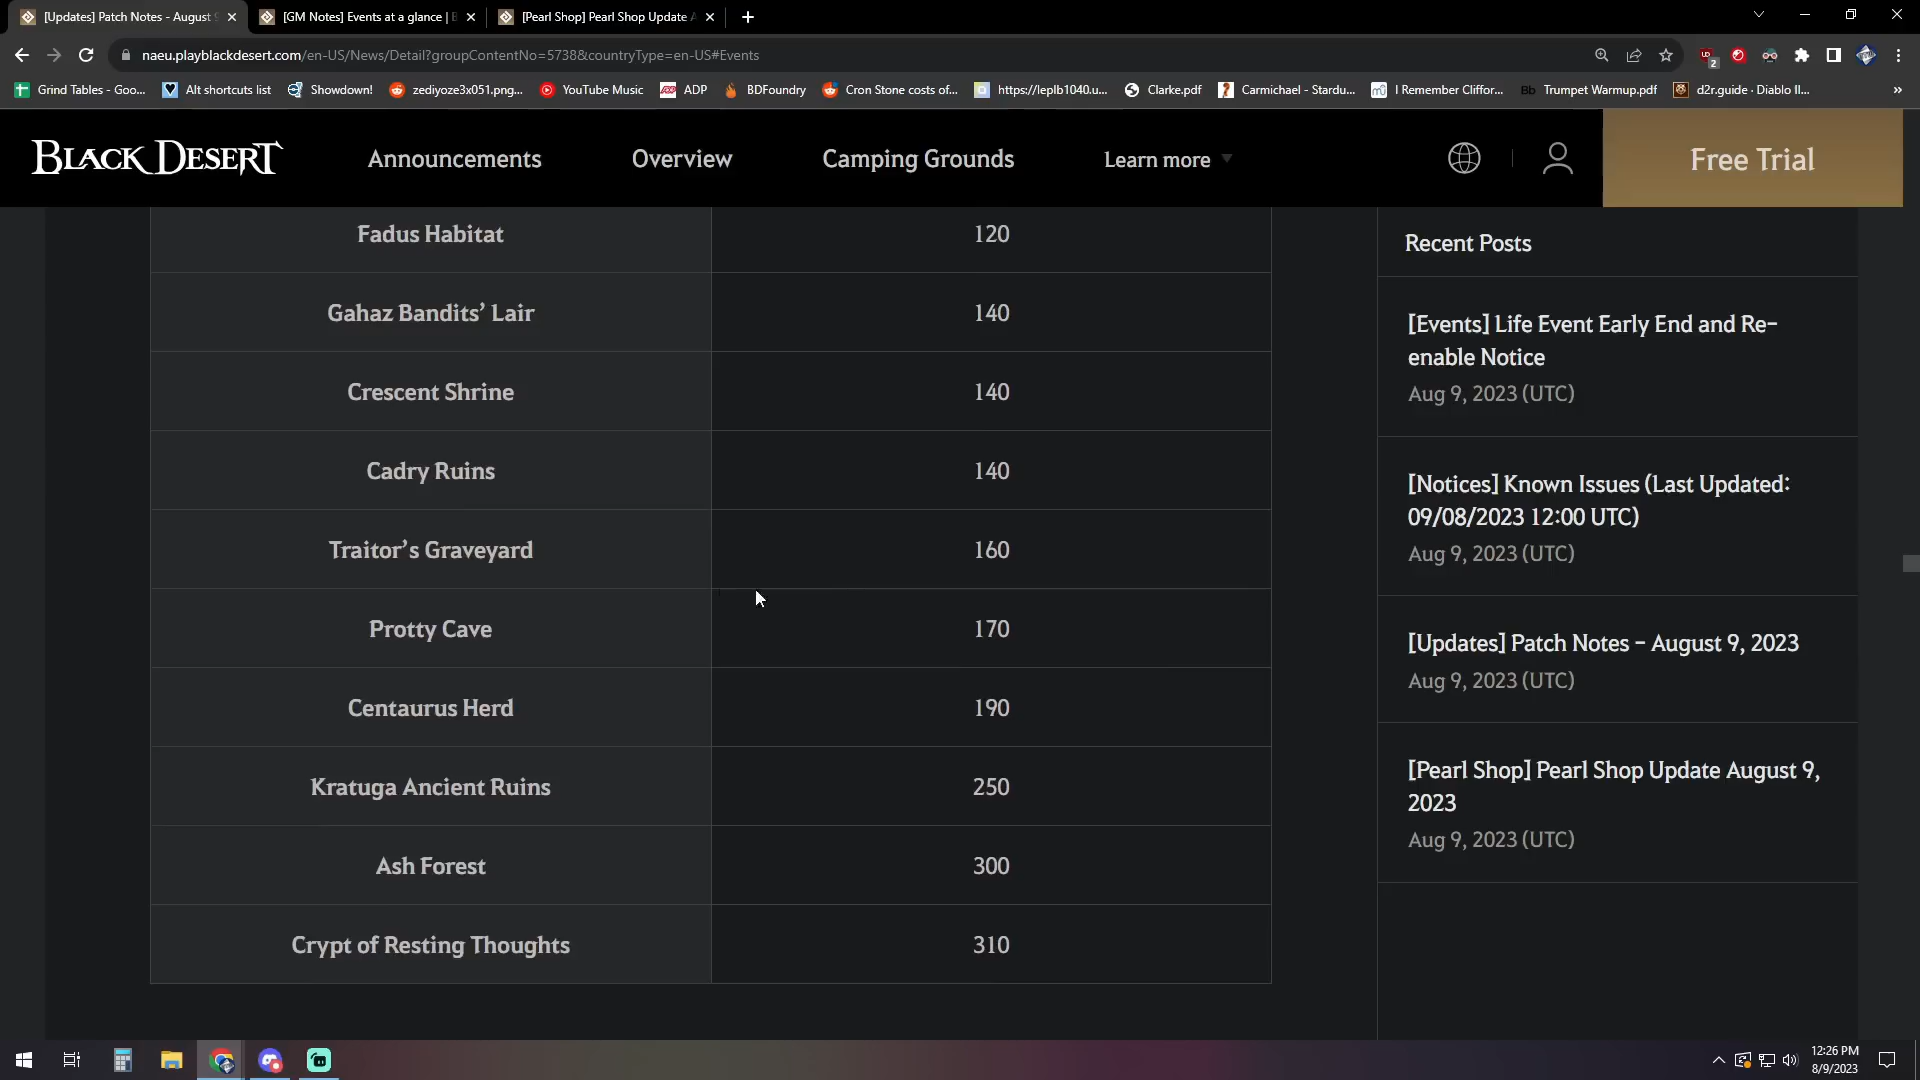 [Updates] Patch Notes - August 9
[GM Notes] Events at a glance |
[Pearl Shop] Pearl Shop Update
naeu.playblackdesert.com/en-US/News/Detail?groupContentNo=5738&countryType=en-US#Events
2
Grind Tables - Goo...
Alt shortcuts list
Showdown!
zediyoze3x051.png...
YouTube Music
ADP
BDFoundry
Cron Stone costs of...
https://leplb1040.u...
Clarke.pdf
Carmichael - Stardu...
I Remember Cliffor...
Bb Trumpet Warmup.pdf
d2r.guide · Diablo II...
»
BLACK DESERT
Announcements
Overview
Camping Grounds
Learn more
Free Trial
Fadus Habitat 120
Gahaz Bandits’ Lair 140
Crescent Shrine 140
Cadry Ruins 140
Traitor’s Graveyard 160
Protty Cave 170
Centaurus Herd 190
Kratuga Ancient Ruins 250
Ash Forest 300
Crypt of Resting Thoughts 310
Recent Posts
[Events] Life Event Early End and Re-
enable Notice
Aug 9, 2023 (UTC)
[Notices] Known Issues (Last Updated:
09/08/2023 12:00 UTC)
Aug 9, 2023 (UTC)
[Updates] Patch Notes - August 9, 2023
Aug 9, 2023 (UTC)
[Pearl Shop] Pearl Shop Update August 9,
2023
Aug 9, 2023 (UTC)
12:26 PM
8/9/2023